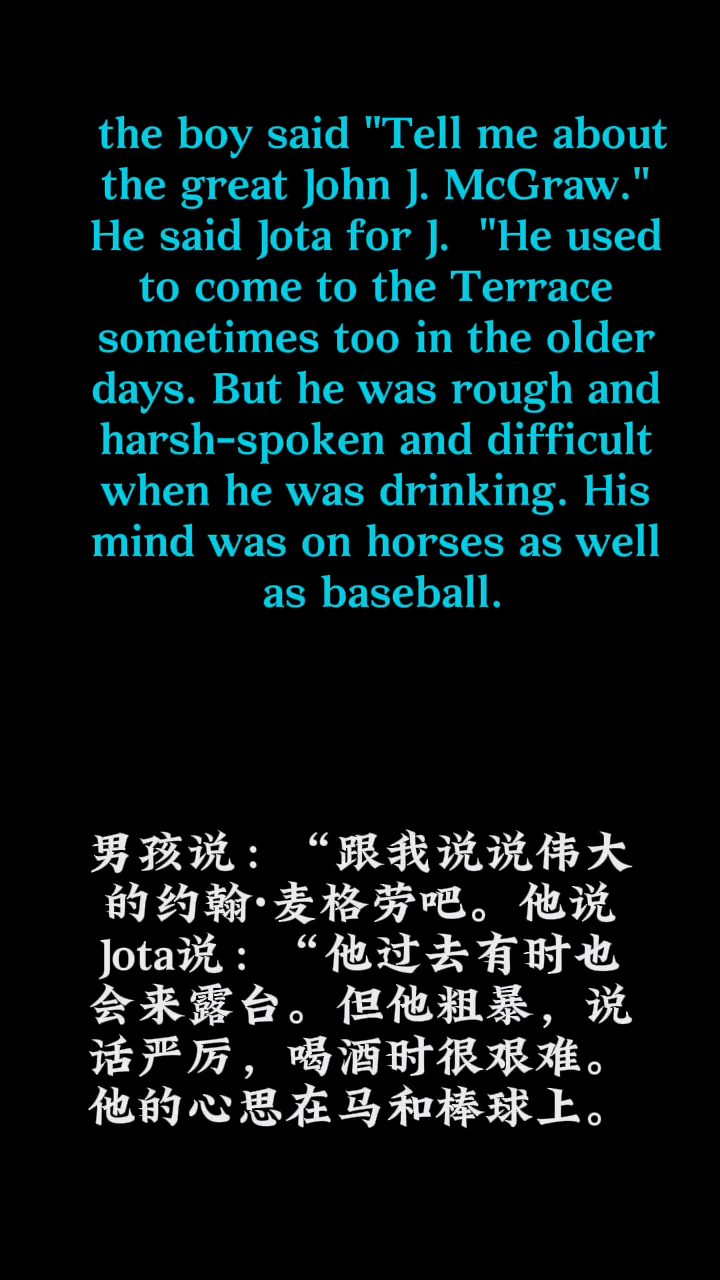 the boy said "Tell me about
the great John J. McGraw."
He said Jota for J.  "He used
to come to the Terrace
sometimes too in the older
days. But he was rough and
harsh-spoken and difficult
when he was drinking. His
mind was on horses as well
as baseball.
男孩说：“跟我说说伟大
的约翰·麦格劳吧。他说
Jota说：“他过去有时也
会来露台。但他粗暴，说
话严厉，喝酒时很艰难。
他的心思在马和棒球上。